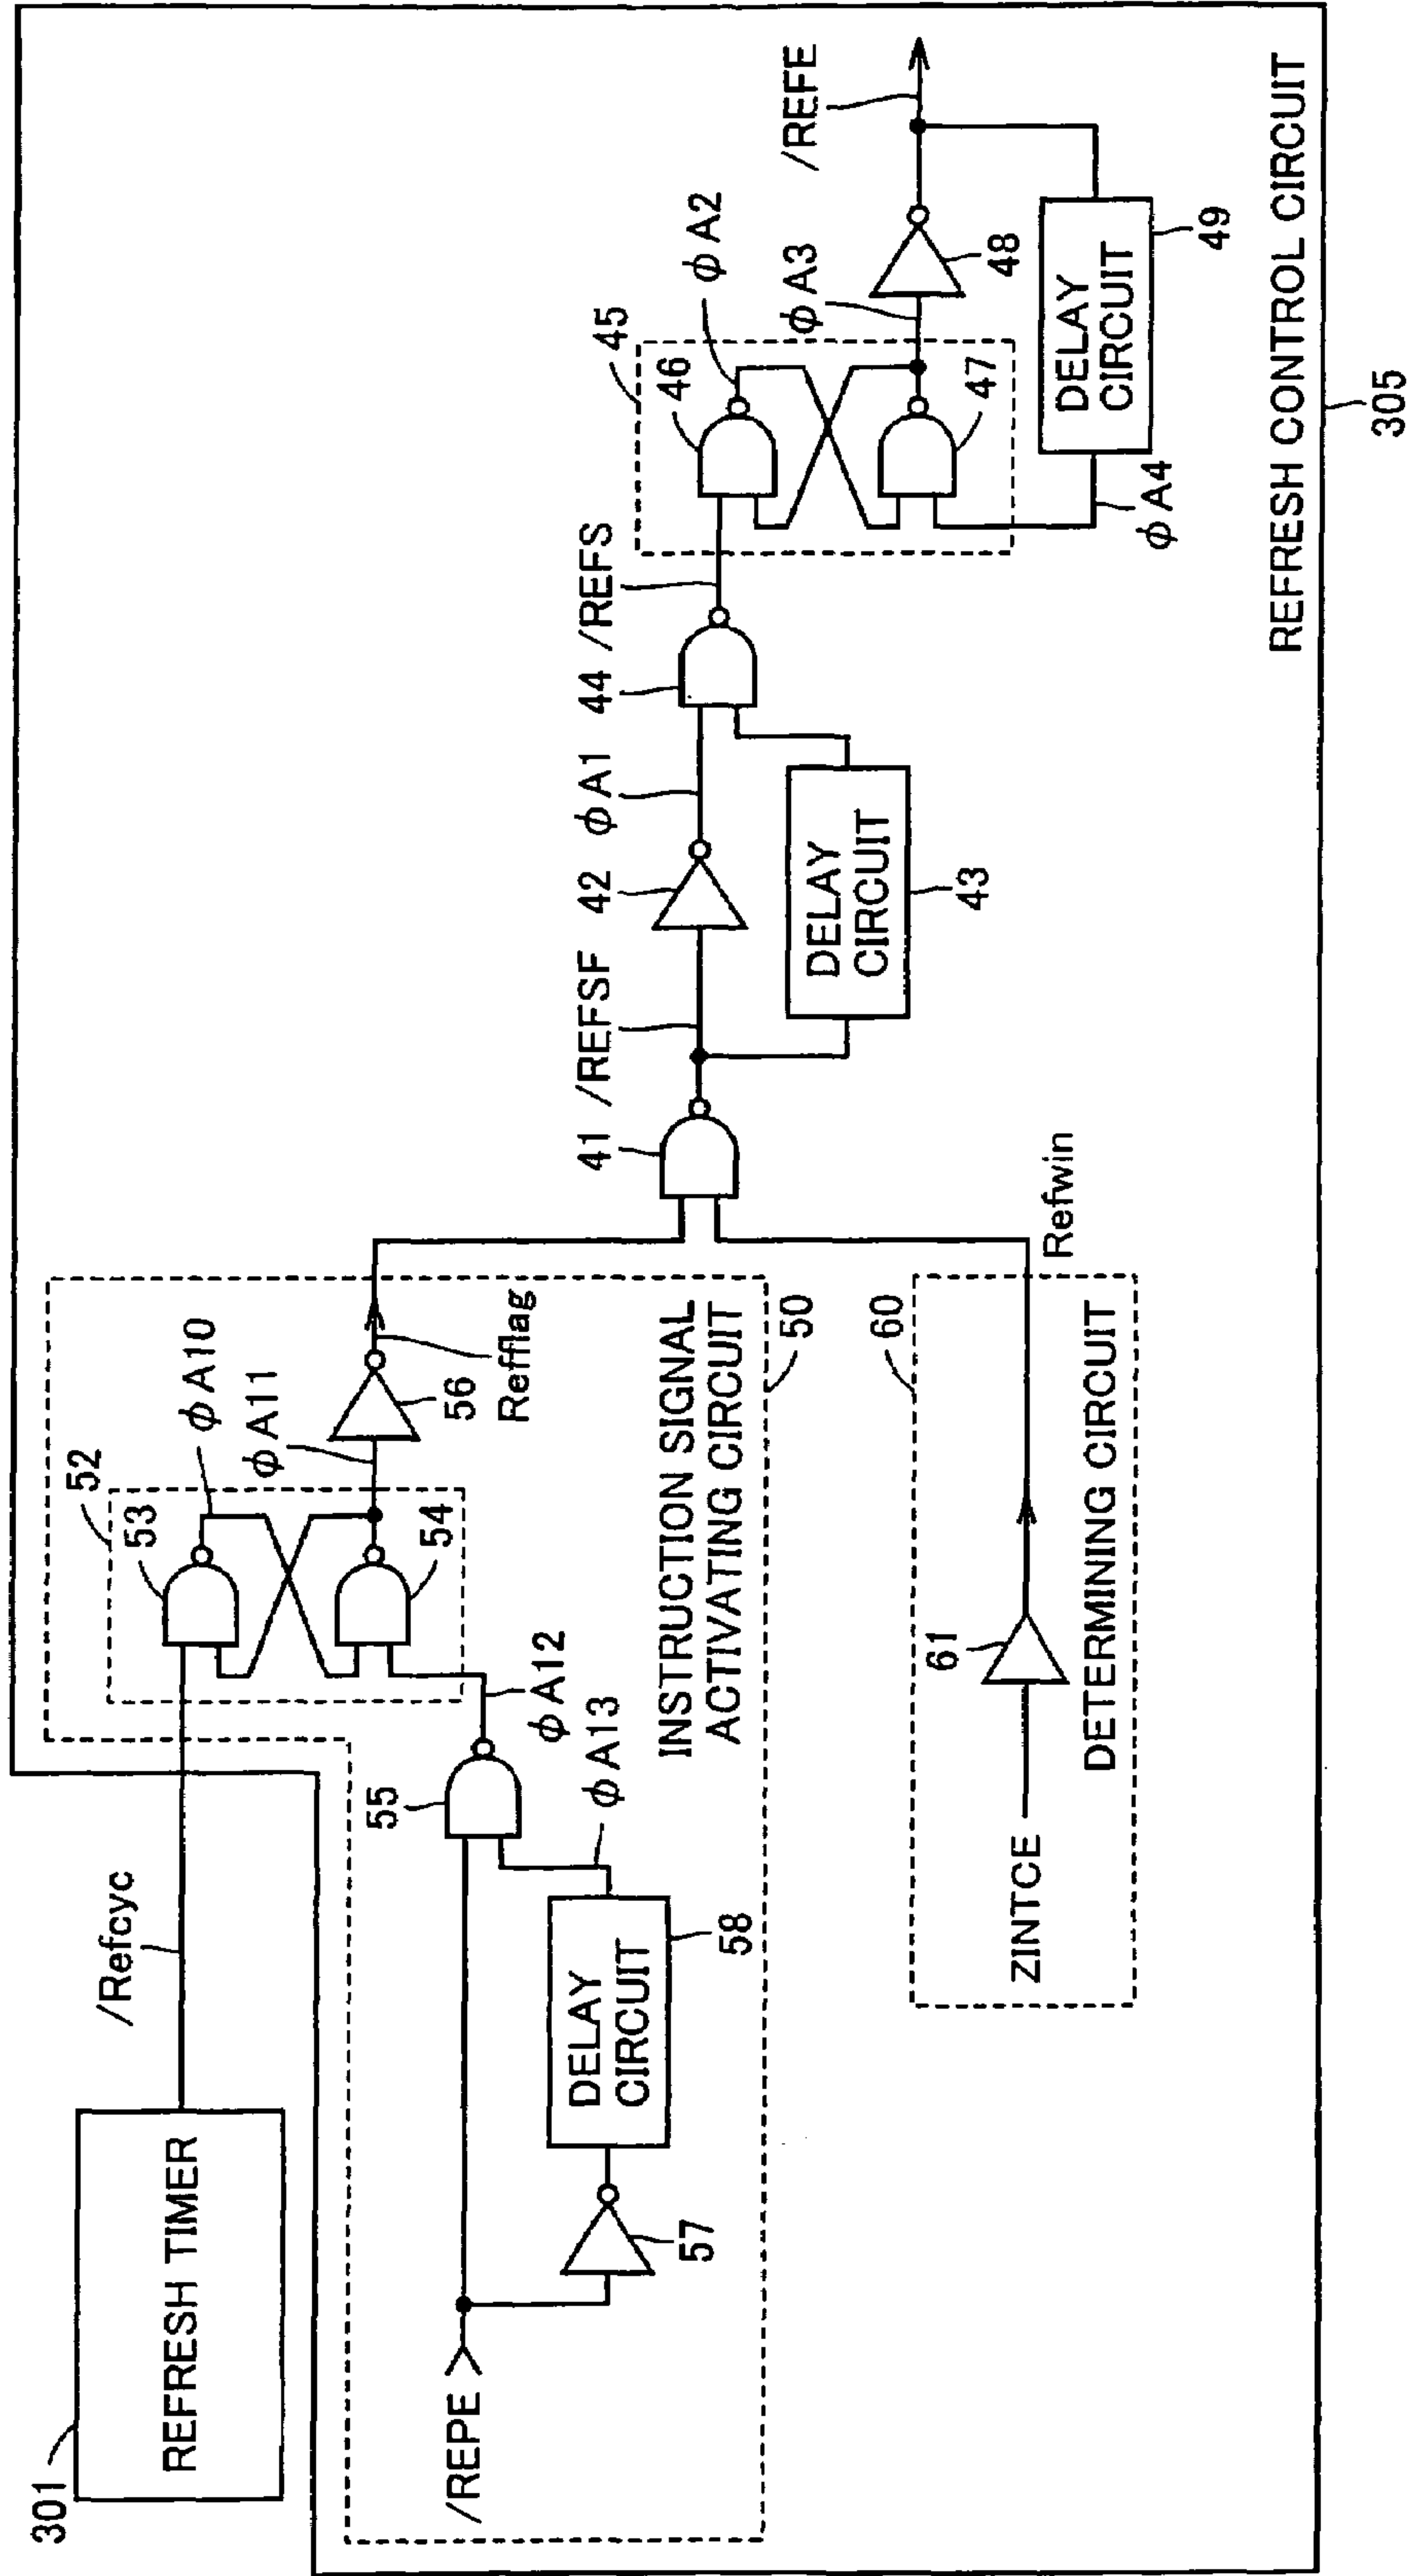 301
REFRESH TIMER
/Refcyc
52
53
54
φA10
φA11
56
Refflag
/REPE
57
DELAY
CIRCUIT
58
55
φA12
φA13
INSTRUCTION SIGNAL
ACTIVATING CIRCUIT
50
ZINTCE
61
60
DETERMINING CIRCUIT
Refwin
41
/REFSF
42
φA1
DELAY
CIRCUIT
43
44
/REFS
45
46
47
φA2
φA3
48
/REFE
φA4
DELAY
CIRCUIT
49
REFRESH CONTROL CIRCUIT
305